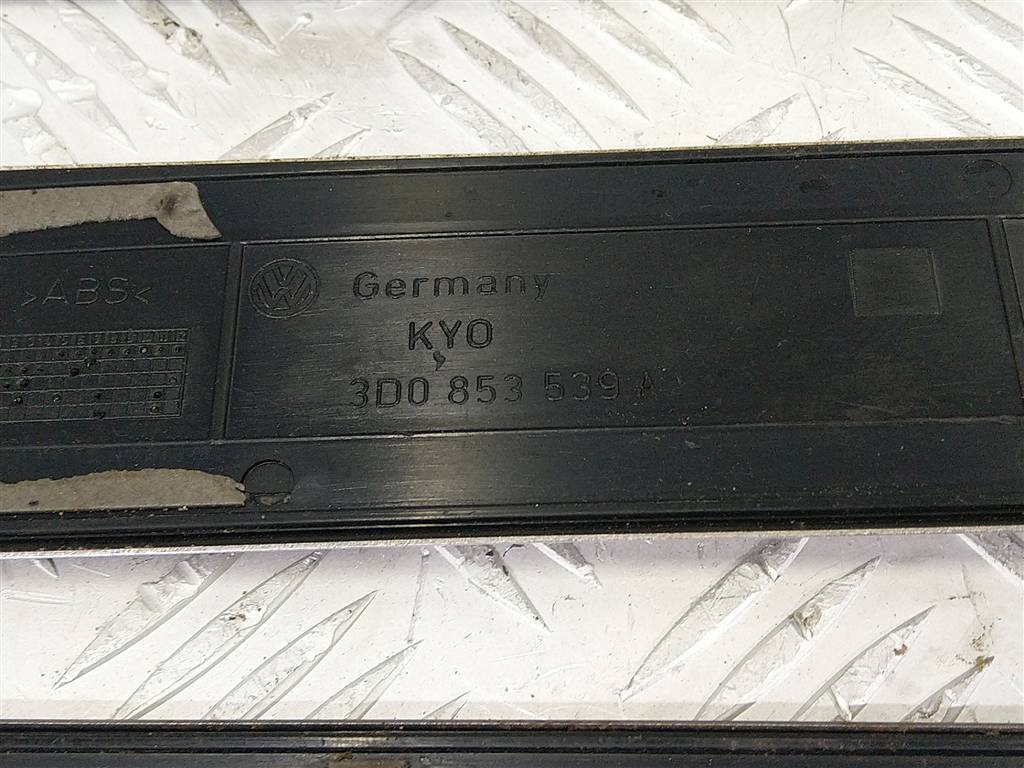 >ABS<
Germany
KYO
3D0 853 539 A